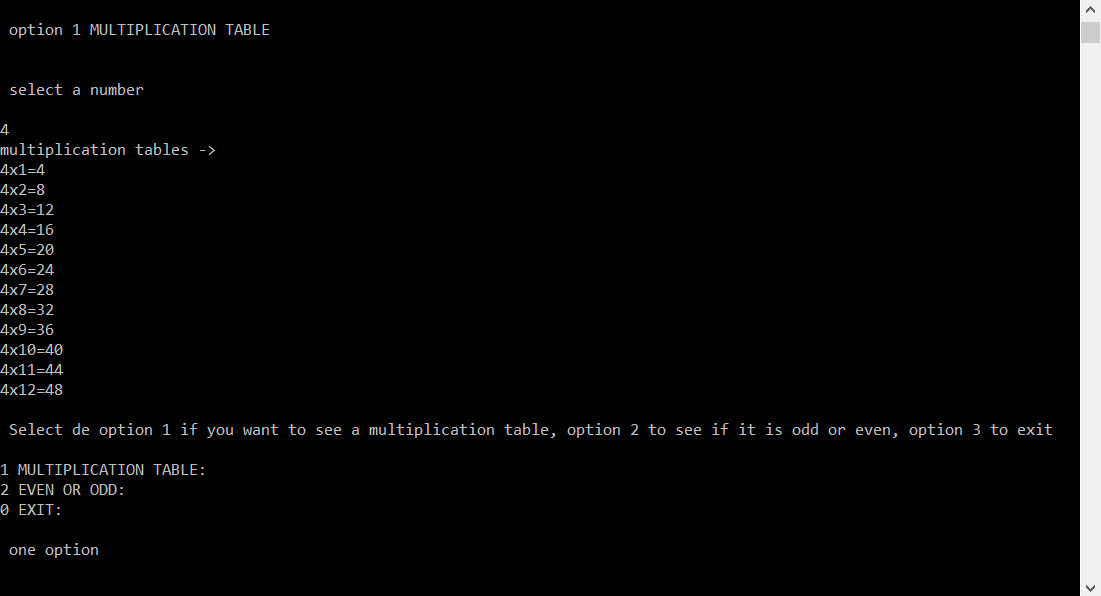 option 1 MULTIPLICATION TABLE
select a number
4
multiplication tables ->
4x1=4
4x2=8
4x3=12
4x4=16
4x5=20
4x6=24
4x7=28
4x8=32
4x9=36
4x10=40
4x11=44
4x12=48
Select de option 1 if you want to see a multiplication table, option 2 to see if it is odd or even, option 3 to exit
1 MULTIPLICATION TABLE:
2 EVEN OR ODD:
0 EXIT:
one option